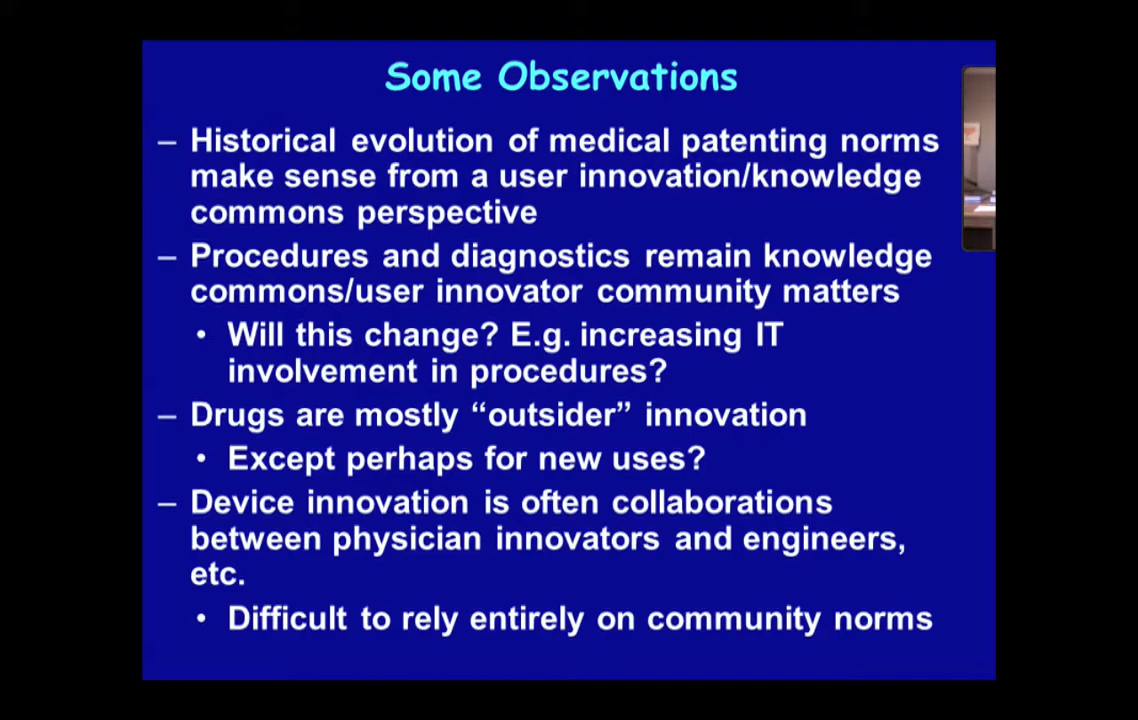 Some Observations
– Historical evolution of medical patenting norms
make sense from a user innovation/knowledge
commons perspective
– Procedures and diagnostics remain knowledge
commons/user innovator community matters
• Will this change? E.g. increasing IT
involvement in procedures?
– Drugs are mostly “outsider” innovation
• Except perhaps for new uses?
– Device innovation is often collaborations
between physician innovators and engineers,
etc.
• Difficult to rely entirely on community norms